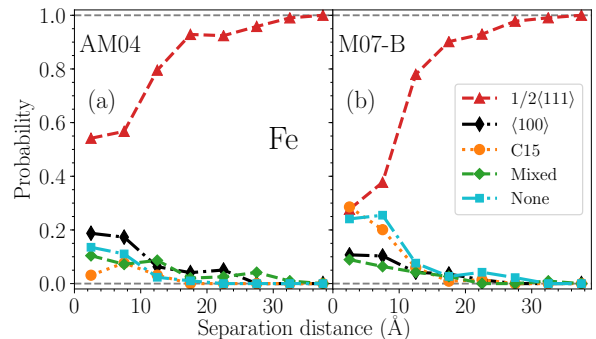 AM04
M07-B
(a)
(b)
Fe
1/2⟨111⟩
⟨100⟩
C15
Mixed
None
Probability
1.0
0.8
0.6
0.4
0.2
0.0
0 10 20 30
0 10 20 30
Separation distance (Å)